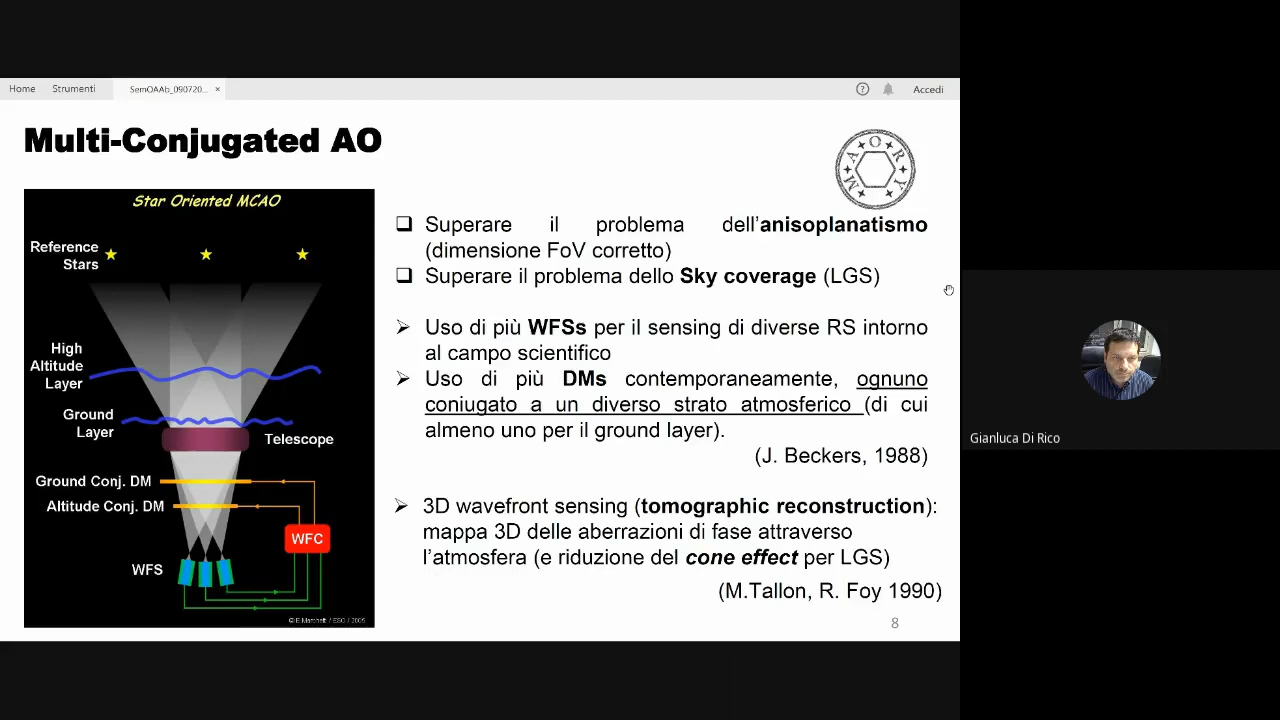 Home Strumenti SemOAAb_090720... × Accedi
Multi-Conjugated AO
MAORY
Star Oriented MCAO
Reference
Stars
High
Altitude
Layer
Ground
Layer
Telescope
Ground Conj. DM
Altitude Conj. DM
WFC
WFS
© E.Marchetti / ESO / 2005
❑ Superare il problema dell'anisoplanatismo
(dimensione FoV corretto)
❑ Superare il problema dello Sky coverage (LGS)
➢ Uso di più WFSs per il sensing di diverse RS intorno
al campo scientifico
➢ Uso di più DMs contemporaneamente, ognuno
coniugato a un diverso strato atmosferico (di cui
almeno uno per il ground layer).
(J. Beckers, 1988)
➢ 3D wavefront sensing (tomographic reconstruction):
mappa 3D delle aberrazioni di fase attraverso
l'atmosfera (e riduzione del cone effect per LGS)
(M.Tallon, R. Foy 1990)
8
Gianluca Di Rico